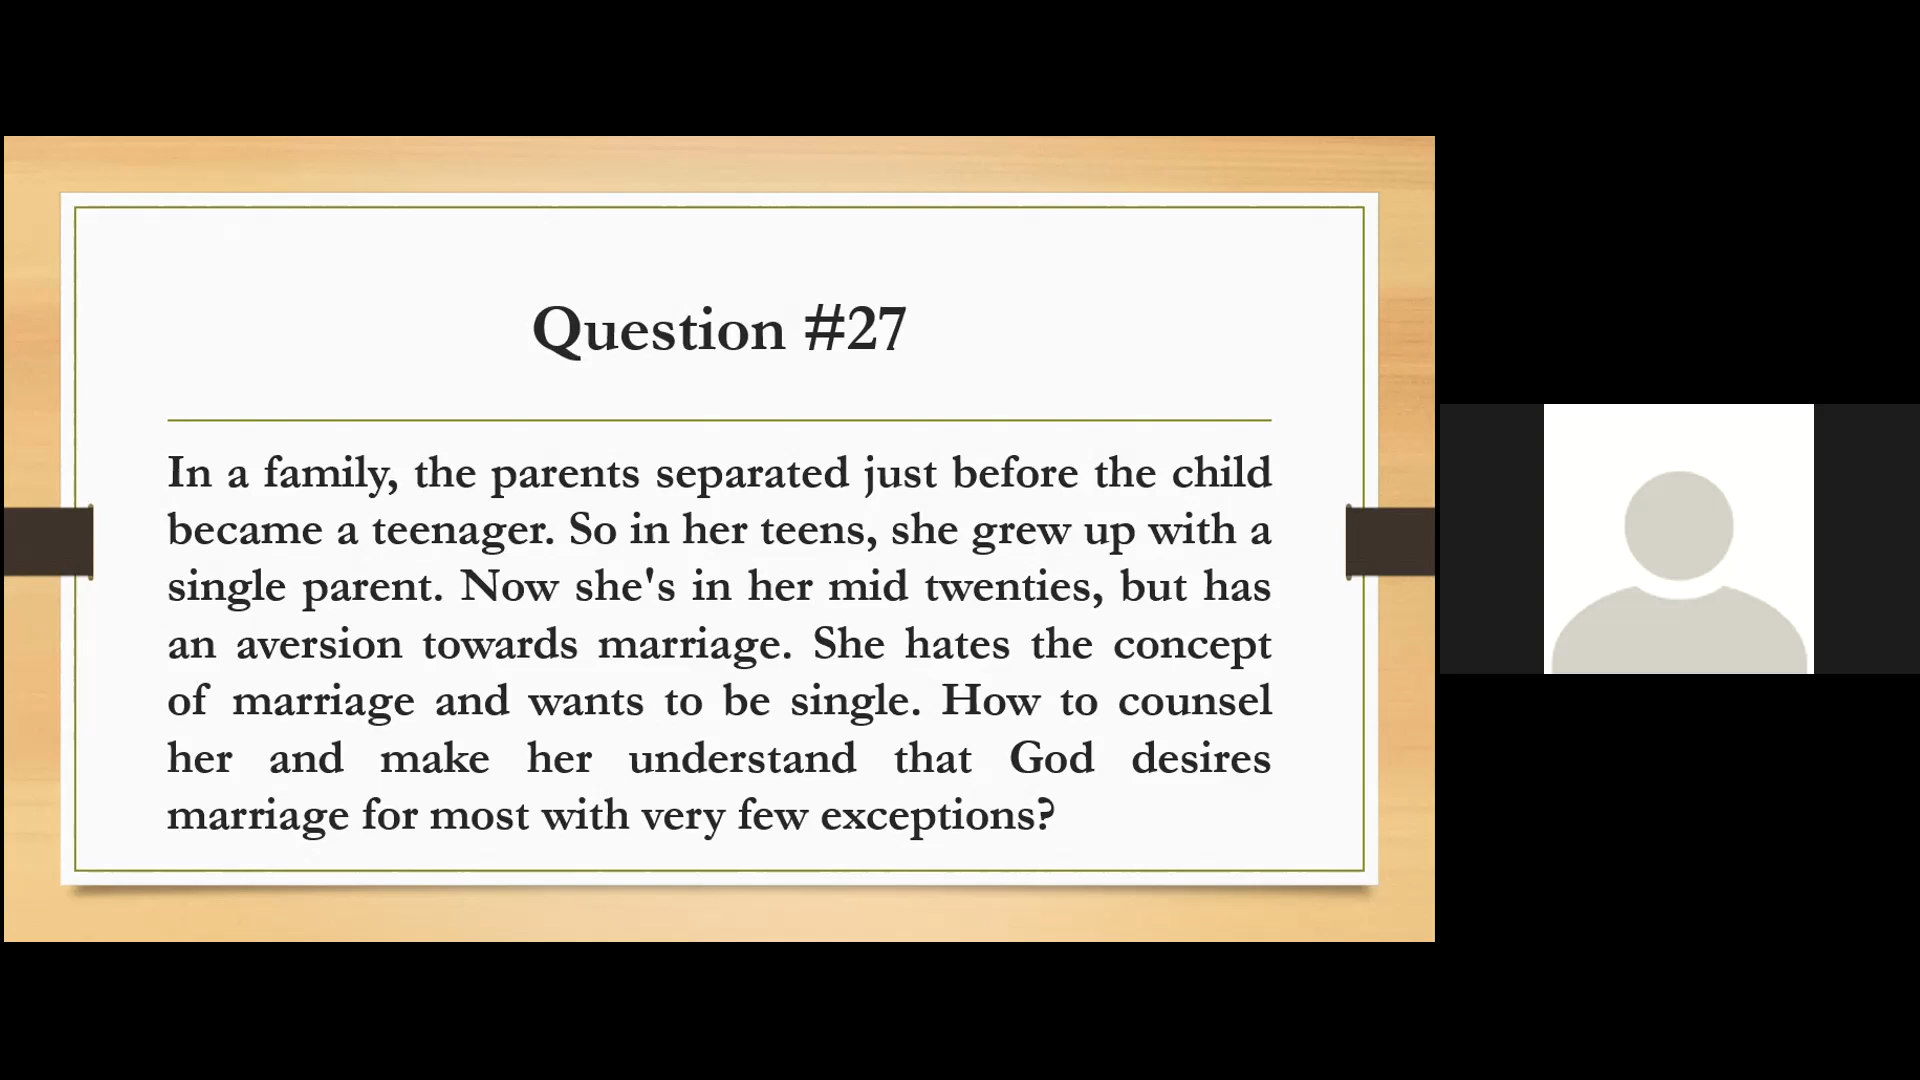 Question #27
In a family, the parents separated just before the child
became a teenager. So in her teens, she grew up with a
single parent. Now she's in her mid twenties, but has
an aversion towards marriage. She hates the concept
of marriage and wants to be single. How to counsel
her and make her understand that God desires
marriage for most with very few exceptions?